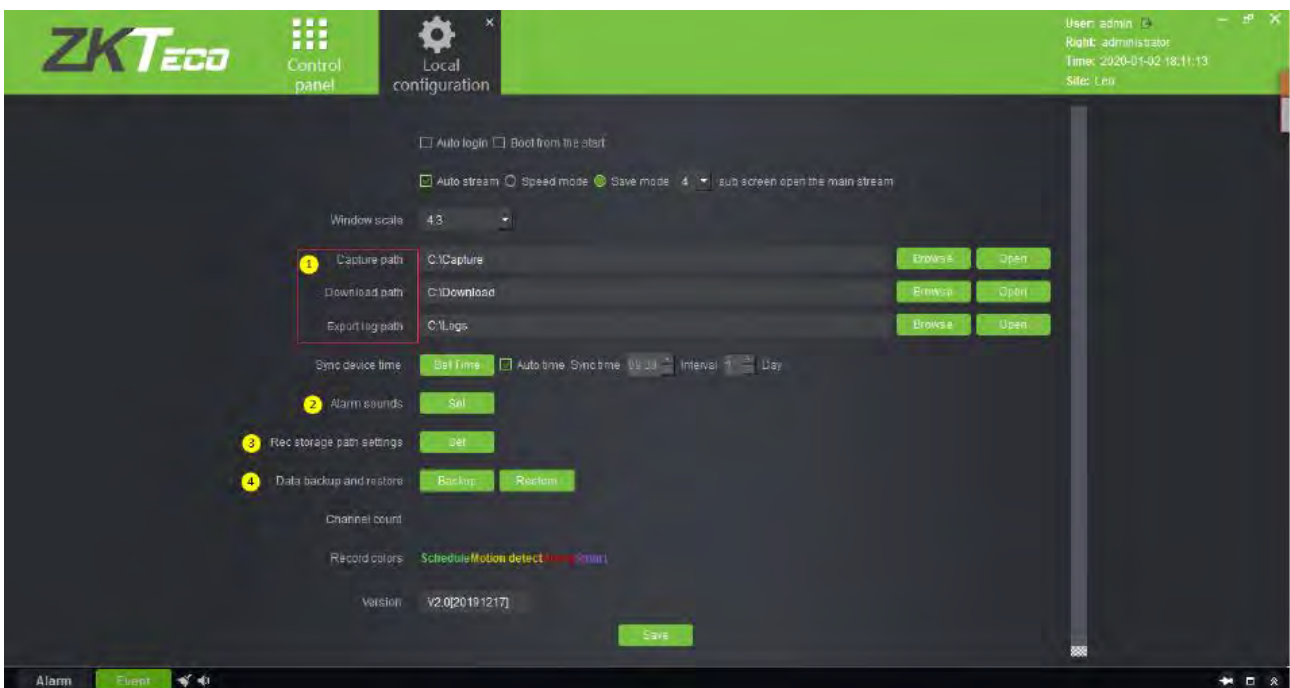 ZKTECO
Control panel
Local configuration
User: admin
Right: administrator
Time: 2020-01-02 18:11:13
Site: Leo
Auto login Boot from the start
Auto stream Speed mode Save mode 4 sub screen open the main stream
Window scale 4:3
1 Capture path C:\Capture Browse Open
Download path C:\Download Browse Open
Export log path C:\Logs Browse Open
Sync device time Set Time Auto time Sync time Interval Day
2 Alarm sounds Set
3 Rec storage path settings Set
4 Data backup and restore Backup Restore
Channel count
Record colors Schedule Motion detect Smart
Version V2.0[20191217]
Save
Alarm Event